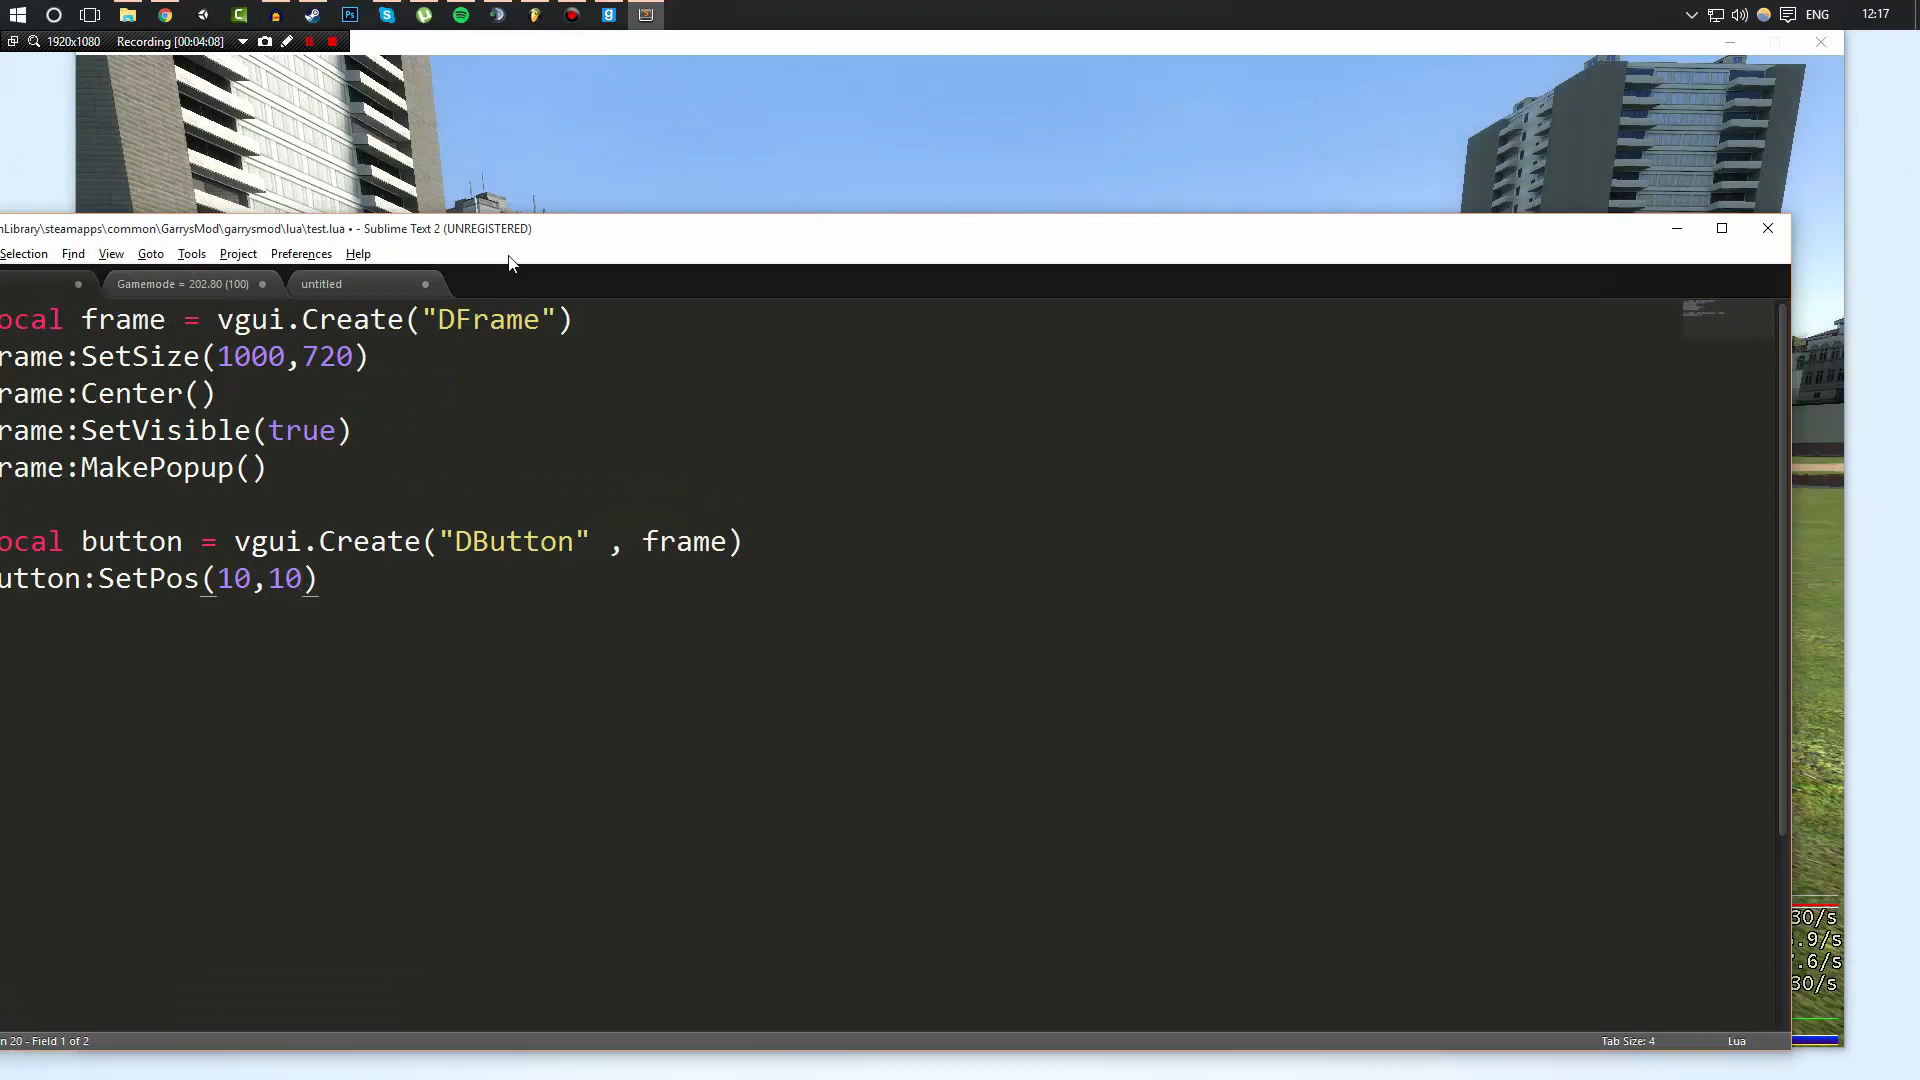 ENG
12:17
1920x1080
Recording [00:04:08]
nLibrary\steamapps\common\GarrysMod\garrysmod\lua\test.lua • - Sublime Text 2 (UNREGISTERED)
Selection Find View Goto Tools Project Preferences Help
Gamemode = 202.80 (100)
untitled
ocal frame = vgui.Create("DFrame")
rame:SetSize(1000,720)
rame:Center()
rame:SetVisible(true)
rame:MakePopup()
ocal button = vgui.Create("DButton" , frame)
utton:SetPos(10,10)
30/s
.9/s
.6/s
30/s
n 20 - Field 1 of 2
Tab Size: 4
Lua